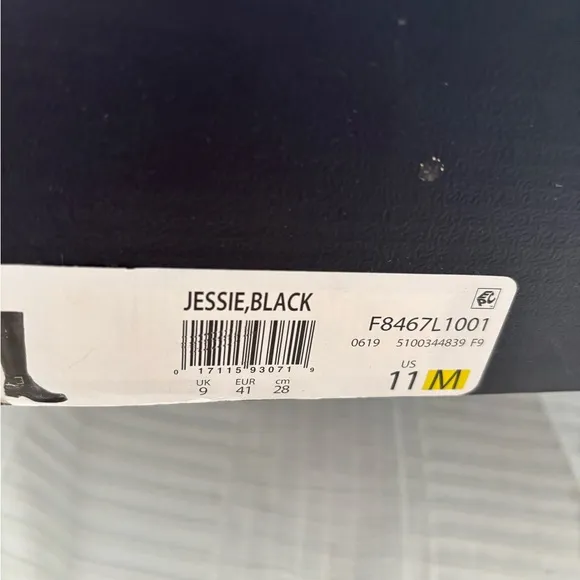 JESSIE,BLACK
F8467L1001
0619 5100344839 F9
0 17115 93071 9
UK EUR cm
9 41 28
US
11 M